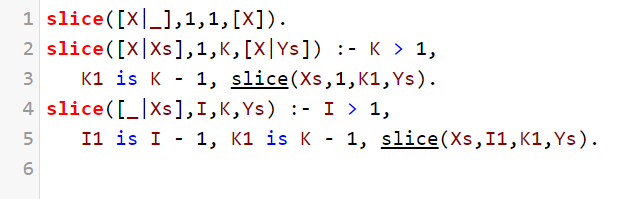 1 slice([X|_],1,1,[X]).
2 slice([X|Xs],1,K,[X|Ys]) :- K > 1,
3    K1 is K - 1, slice(Xs,1,K1,Ys).
4 slice([_|Xs],I,K,Ys) :- I > 1,
5    I1 is I - 1, K1 is K - 1, slice(Xs,I1,K1,Ys).
6